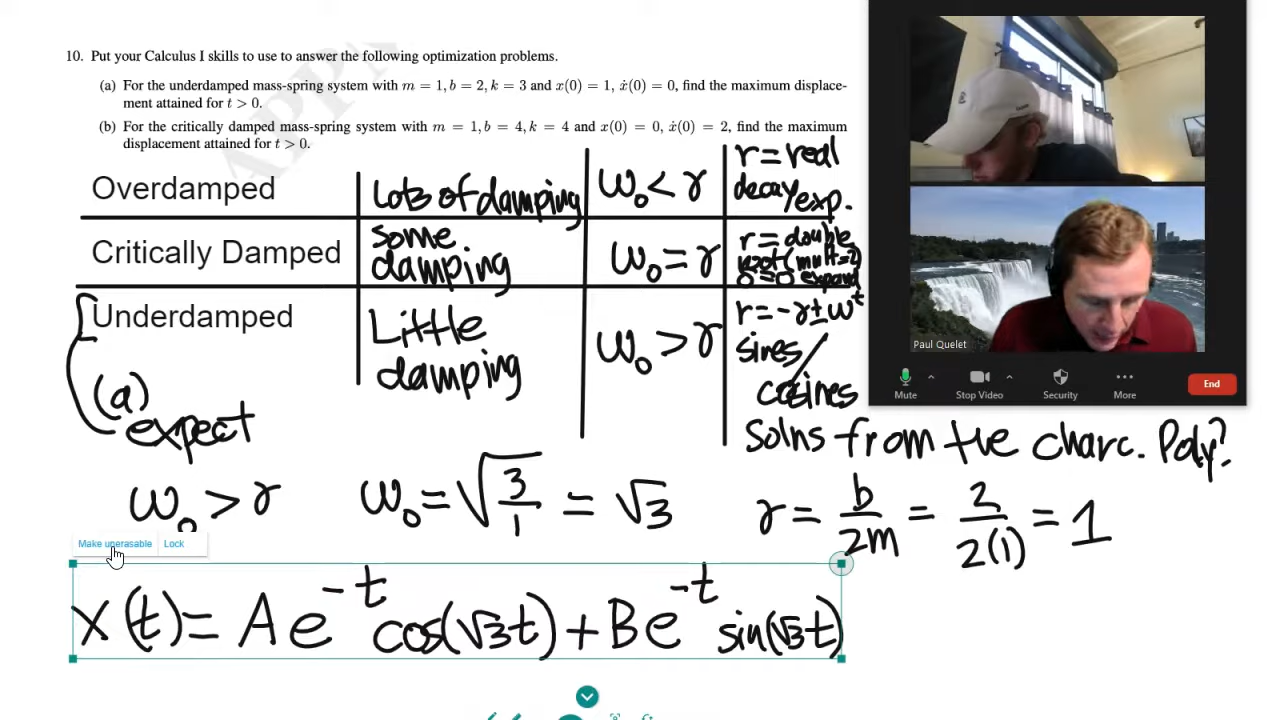 10. Put your Calculus I skills to use to answer the following optimization problems.
(a) For the underdamped mass-spring system with m = 1, b = 2, k = 3 and x(0) = 1, ẋ(0) = 0, find the maximum displace-
ment attained for t > 0.
(b) For the critically damped mass-spring system with m = 1, b = 4, k = 4 and x(0) = 0, ẋ(0) = 2, find the maximum
displacement attained for t > 0.
Overdamped
Lots of damping
ω₀ < γ
r = real
decay exp.
Critically Damped
some
damping
ω₀ = γ
r = double
root (mult=2)
Underdamped
Little
damping
ω₀ > γ
r = -γ ± ω t
sines/
cosines
(a)
expect
Solns from the charc. Poly?
ω₀ > γ
ω₀ = √(3/1) = √3
γ = b/2m = 2/2(1) = 1
Make unerasable Lock
x(t) = Ae^-t cos(√3t) + Be^-t sin(√3t)
Paul Quelet
Mute
Stop Video
Security
More
End